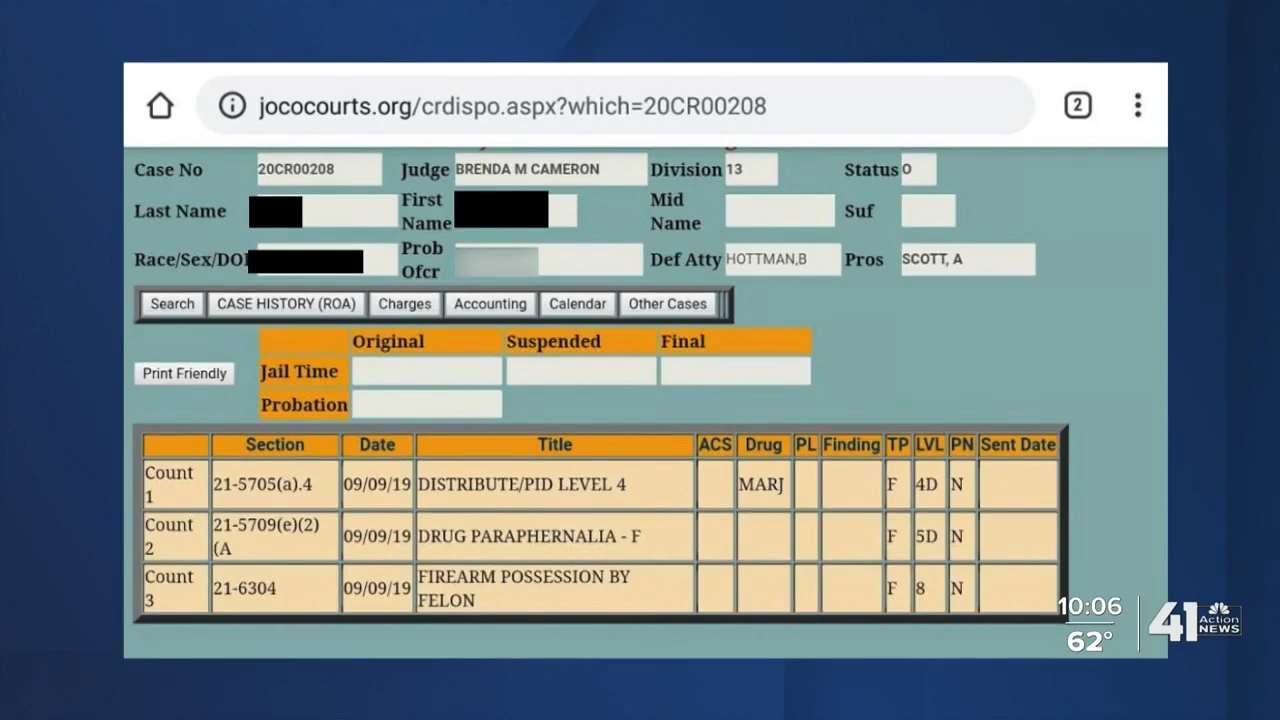 jococourts.org/crdispo.aspx?which=20CR00208
2
Case No 20CR00208 Judge BRENDA M CAMERON Division 13 Status O
Last Name First Name Mid Name Suf
Race/Sex/DOB Prob Ofcr Def Atty HOTTMAN,B Pros SCOTT, A
Search CASE HISTORY (ROA) Charges Accounting Calendar Other Cases
Original Suspended Final
Print Friendly Jail Time
Probation
Section Date Title ACS Drug PL Finding TP LVL PN Sent Date
Count 1 21-5705(a).4 09/09/19 DISTRIBUTE/PID LEVEL 4 MARJ F 4D N
Count 2 21-5709(e)(2)(A 09/09/19 DRUG PARAPHERNALIA - F F 5D N
Count 3 21-6304 09/09/19 FIREARM POSSESSION BY FELON F 8 N
10:06
62°
41 Action NEWS